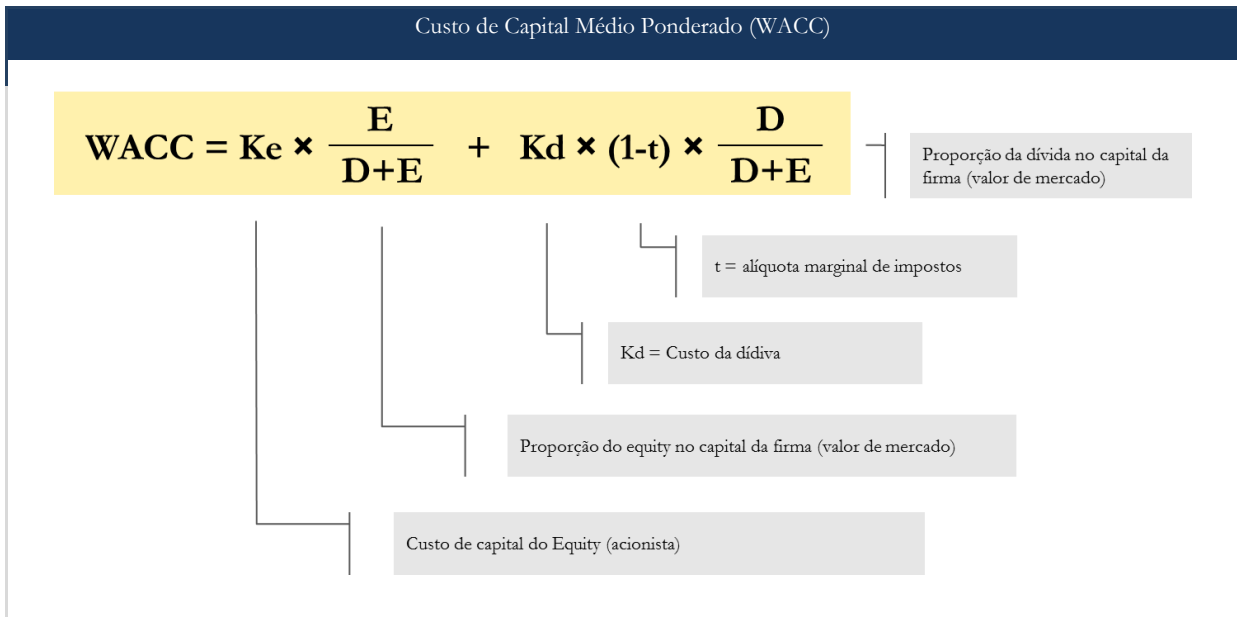 Custo de Capital Médio Ponderado (WACC)
WACC = Ke × E/D+E + Kd × (1-t) × D/D+E
Proporção da dívida no capital da
firma (valor de mercado)
t = alíquota marginal de impostos
Kd = Custo da dídiva
Proporção do equity no capital da firma (valor de mercado)
Custo de capital do Equity (acionista)